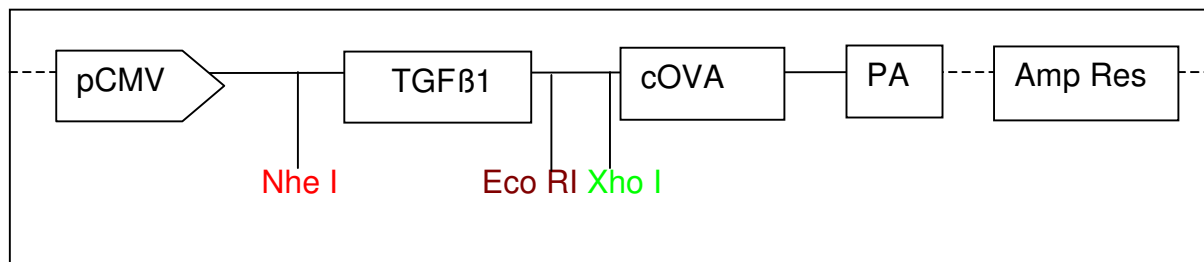 pCMV TGFß1 cOVA PA Amp Res
Nhe I Eco RI Xho I